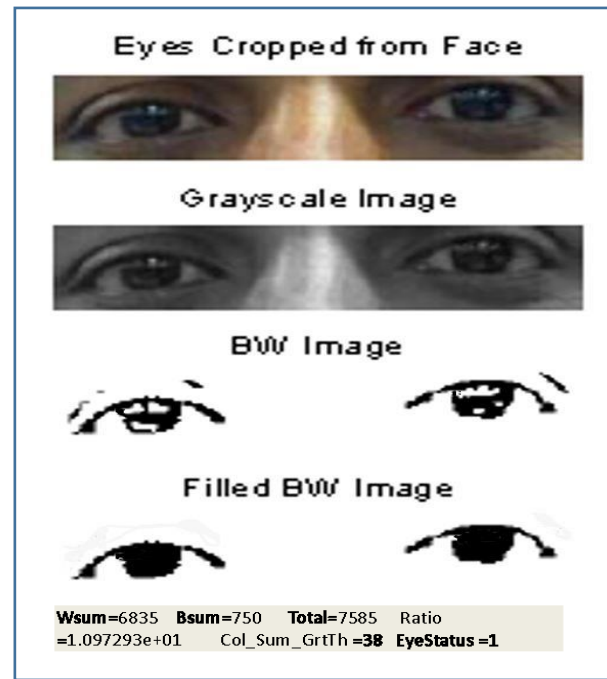 Eyes Cropped from Face
Grayscale Image
BW Image
Filled BW Image
Wsum=6835 Bsum=750 Total=7585 Ratio
=1.097293e+01 Col_Sum_GrtTh =38 EyeStatus =1